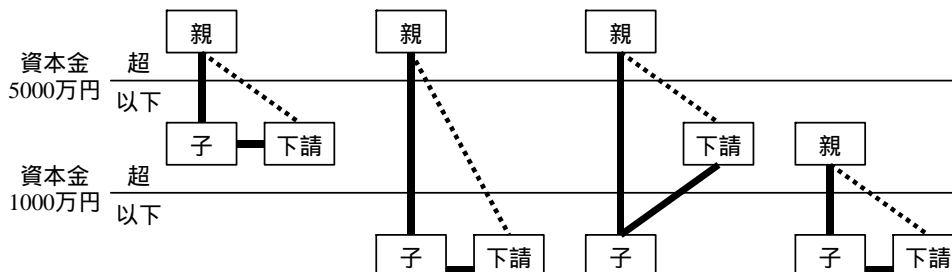 親 親 親
資本金 超
5000万円 以下
子 下請 下請 親
資本金 超
1000万円 以下
子 下請 子 子 下請